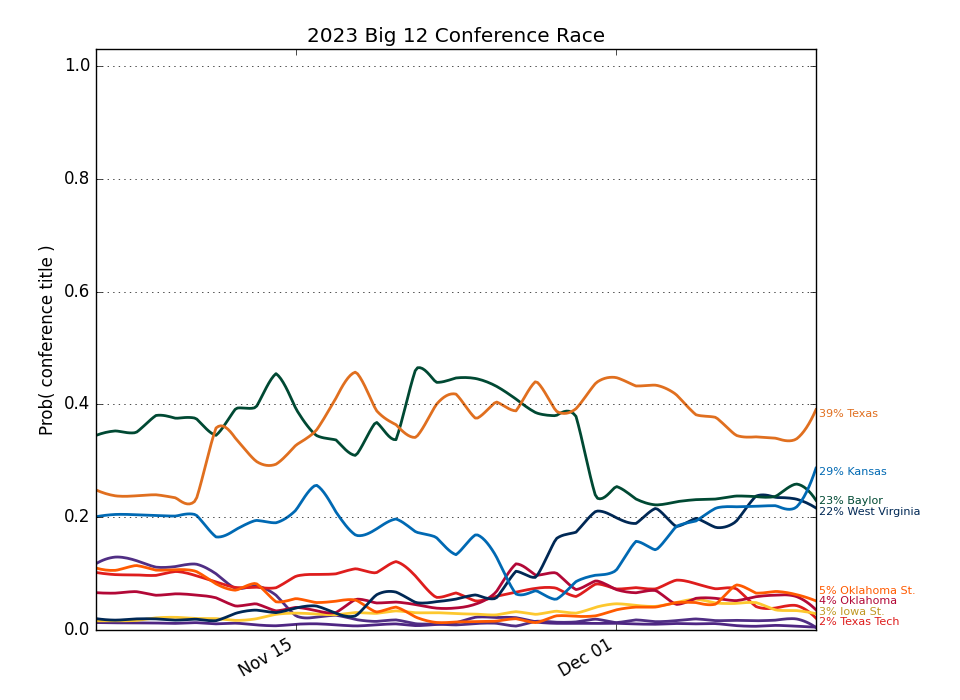 2023 Big 12 Conference Race
Prob( conference title )
1.0
0.8
0.6
0.4
0.2
0.0
Nov 15
Dec 01
39% Texas
29% Kansas
23% Baylor
22% West Virginia
5% Oklahoma St.
4% Oklahoma
3% Iowa St.
2% Texas Tech